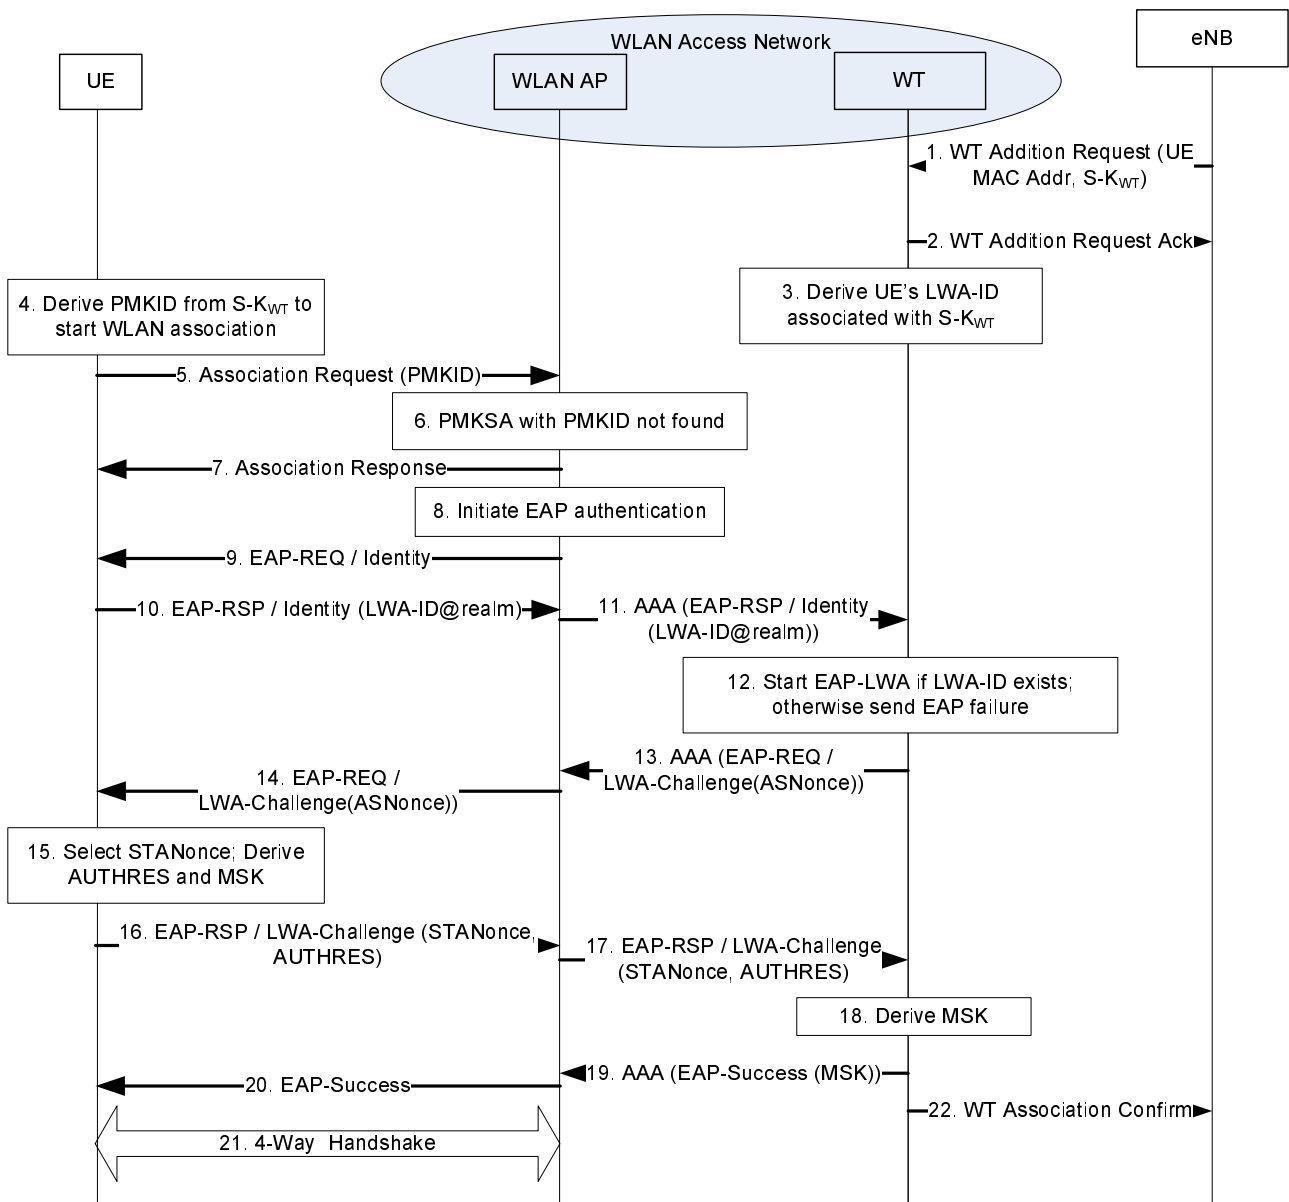 WLAN Access Network
eNB
UE
WLAN AP
WT
1. WT Addition Request (UE
MAC Addr, S-KWT)
2. WT Addition Request Ack
4. Derive PMKID from S-KWT to
start WLAN association
3. Derive UE's LWA-ID
associated with S-KWT
5. Association Request (PMKID)
6. PMKSA with PMKID not found
7. Association Response
8. Initiate EAP authentication
9. EAP-REQ / Identity
10. EAP-RSP / Identity (LWA-ID@realm)
11. AAA (EAP-RSP / Identity
(LWA-ID@realm))
12. Start EAP-LWA if LWA-ID exists;
otherwise send EAP failure
13. AAA (EAP-REQ /
LWA-Challenge(ASNonce))
14. EAP-REQ /
LWA-Challenge(ASNonce))
15. Select STANonce; Derive
AUTHRES and MSK
16. EAP-RSP / LWA-Challenge (STANonce,
AUTHRES)
17. EAP-RSP / LWA-Challenge
(STANonce, AUTHRES)
18. Derive MSK
19. AAA (EAP-Success (MSK))
20. EAP-Success
22. WT Association Confirm
21. 4-Way Handshake